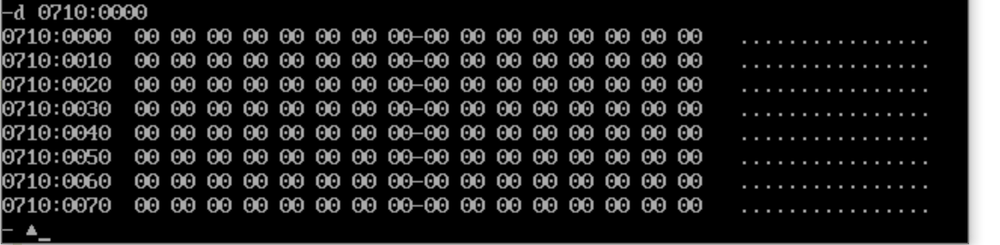 -d 0710:0000
0710:0000  00 00 00 00 00 00 00 00-00 00 00 00 00 00 00 00   ................
0710:0010  00 00 00 00 00 00 00 00-00 00 00 00 00 00 00 00   ................
0710:0020  00 00 00 00 00 00 00 00-00 00 00 00 00 00 00 00   ................
0710:0030  00 00 00 00 00 00 00 00-00 00 00 00 00 00 00 00   ................
0710:0040  00 00 00 00 00 00 00 00-00 00 00 00 00 00 00 00   ................
0710:0050  00 00 00 00 00 00 00 00-00 00 00 00 00 00 00 00   ................
0710:0060  00 00 00 00 00 00 00 00-00 00 00 00 00 00 00 00   ................
0710:0070  00 00 00 00 00 00 00 00-00 00 00 00 00 00 00 00   ................
- ▲_